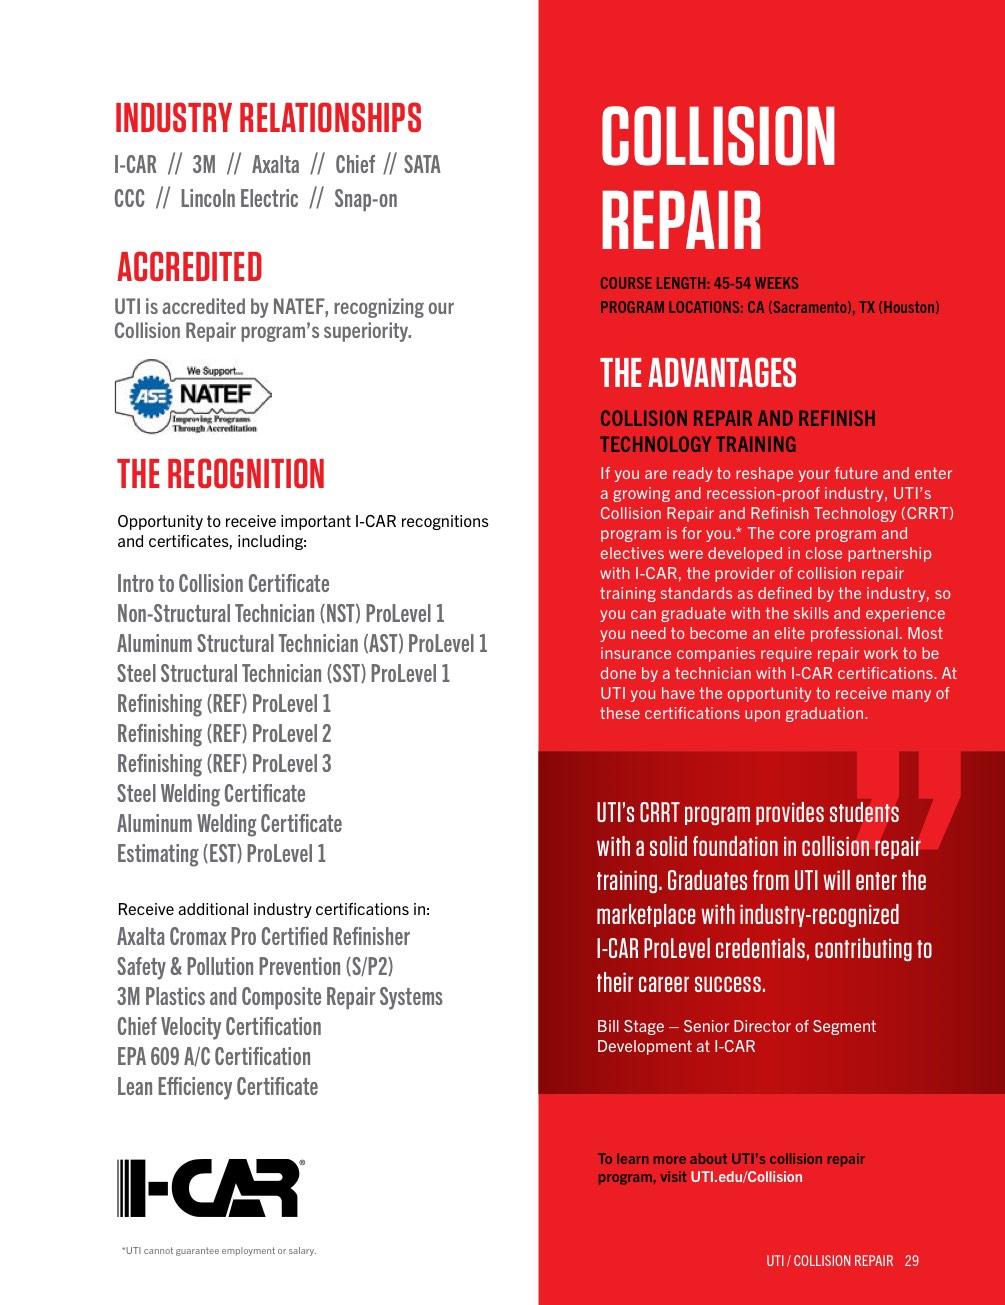 INDUSTRY RELATIONSHIPS
I-CAR // 3M // Axalta // Chief // SATA
CCC // Lincoln Electric // Snap-on
ACCREDITED
UTI is accredited by NATEF, recognizing our
Collision Repair program's superiority.
We Support...
ASE NATEF
Improving Programs
Through Accreditation
THE RECOGNITION
Opportunity to receive important I-CAR recognitions
and certificates, including:
Intro to Collision Certificate
Non-Structural Technician (NST) ProLevel 1
Aluminum Structural Technician (AST) ProLevel 1
Steel Structural Technician (SST) ProLevel 1
Refinishing (REF) ProLevel 1
Refinishing (REF) ProLevel 2
Refinishing (REF) ProLevel 3
Steel Welding Certificate
Aluminum Welding Certificate
Estimating (EST) ProLevel 1
Receive additional industry certifications in:
Axalta Cromax Pro Certified Refinisher
Safety & Pollution Prevention (S/P2)
3M Plastics and Composite Repair Systems
Chief Velocity Certification
EPA 609 A/C Certification
Lean Efficiency Certificate
I-CAR®
*UTI cannot guarantee employment or salary.
COLLISION
REPAIR
COURSE LENGTH: 45-54 WEEKS
PROGRAM LOCATIONS: CA (Sacramento), TX (Houston)
THE ADVANTAGES
COLLISION REPAIR AND REFINISH
TECHNOLOGY TRAINING
If you are ready to reshape your future and enter
a growing and recession-proof industry, UTI's
Collision Repair and Refinish Technology (CRRT)
program is for you.* The core program and
electives were developed in close partnership
with I-CAR, the provider of collision repair
training standards as defined by the industry, so
you can graduate with the skills and experience
you need to become an elite professional. Most
insurance companies require repair work to be
done by a technician with I-CAR certifications. At
UTI you have the opportunity to receive many of
these certifications upon graduation.
”
UTI's CRRT program provides students
with a solid foundation in collision repair
training. Graduates from UTI will enter the
marketplace with industry-recognized
I-CAR ProLevel credentials, contributing to
their career success.
Bill Stage – Senior Director of Segment
Development at I-CAR
To learn more about UTI's collision repair
program, visit UTI.edu/Collision
UTI / COLLISION REPAIR 29